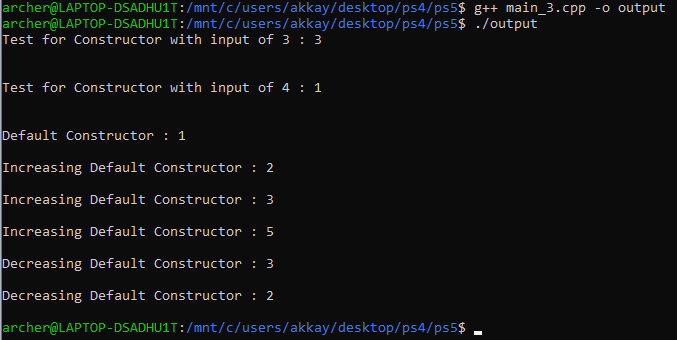 archer@LAPTOP-DSADHU1T:/mnt/c/users/akkay/desktop/ps4/ps5$ g++ main_3.cpp -o output
archer@LAPTOP-DSADHU1T:/mnt/c/users/akkay/desktop/ps4/ps5$ ./output
Test for Constructor with input of 3 : 3
Test for Constructor with input of 4 : 1
Default Constructor : 1
Increasing Default Constructor : 2
Increasing Default Constructor : 3
Increasing Default Constructor : 5
Decreasing Default Constructor : 3
Decreasing Default Constructor : 2
archer@LAPTOP-DSADHU1T:/mnt/c/users/akkay/desktop/ps4/ps5$